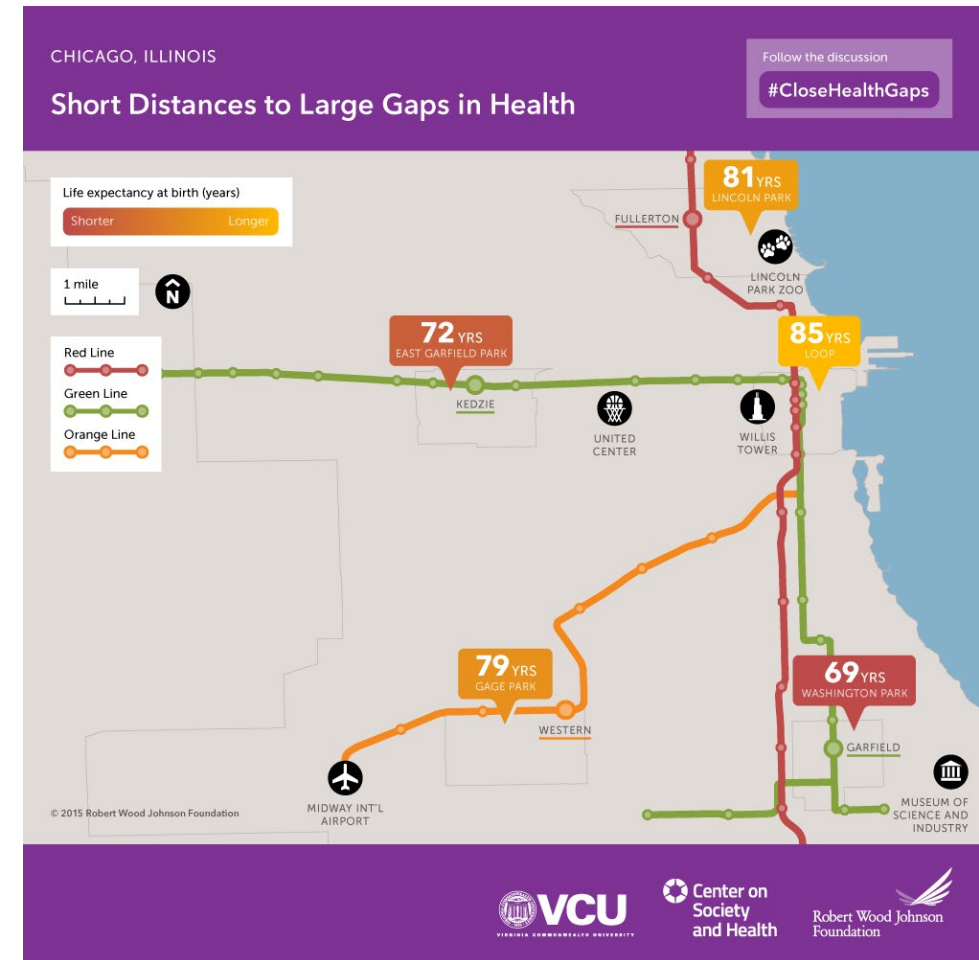 CHICAGO, ILLINOIS
Short Distances to Large Gaps in Health
Follow the discussion
#CloseHealthGaps
Life expectancy at birth (years)
Shorter
Longer
1 mile
N
Red Line
Green Line
Orange Line
81 YRS
LINCOLN PARK
FULLERTON
LINCOLN
PARK ZOO
72 YRS
EAST GARFIELD PARK
KEDZIE
85 YRS
LOOP
UNITED
CENTER
WILLIS
TOWER
79 YRS
GAGE PARK
WESTERN
69 YRS
WASHINGTON PARK
GARFIELD
MIDWAY INT'L
AIRPORT
MUSEUM OF
SCIENCE AND
INDUSTRY
© 2015 Robert Wood Johnson Foundation
VCU
VIRGINIA COMMONWEALTH UNIVERSITY
Center on
Society
and Health
Robert Wood Johnson
Foundation